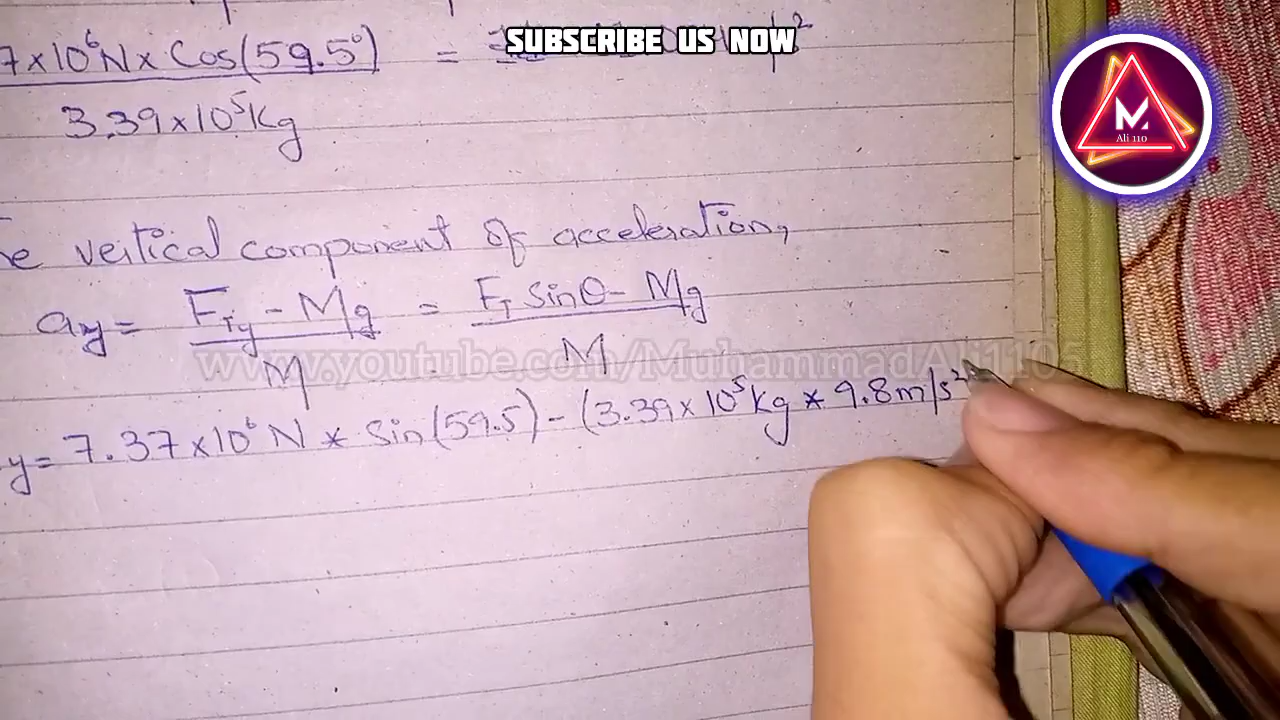 SUBSCRIBE US NOW
7×10⁶N × Cos(59.5°) =
3.39×10⁵Kg
M
Ali 110
vertical component of acceleration,
ay = FTy - Mg = FT sinθ - Mg
M M
www.youtube.com/MuhammadAli1105
y = 7.37×10⁶N * Sin(59.5) - (3.39×10⁵kg * 9.8m/s²